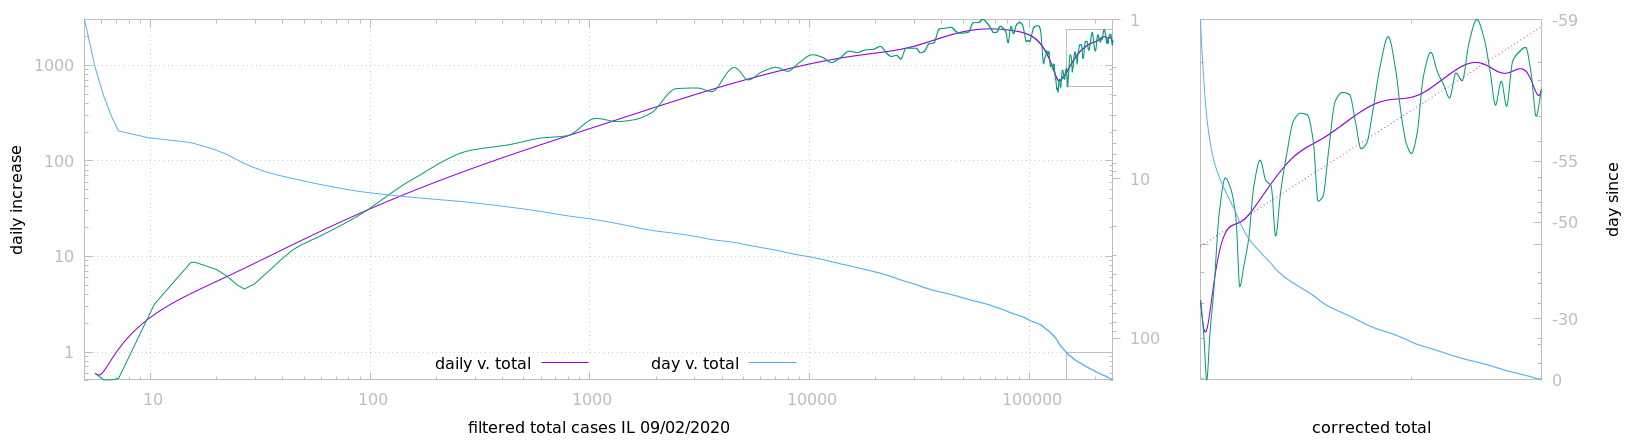 1000
100
10
1
daily increase
10
100
1000
10000
100000
filtered total cases IL 09/02/2020
daily v. total
day v. total
1
10
100
-59
-55
-50
-30
0
day since
corrected total